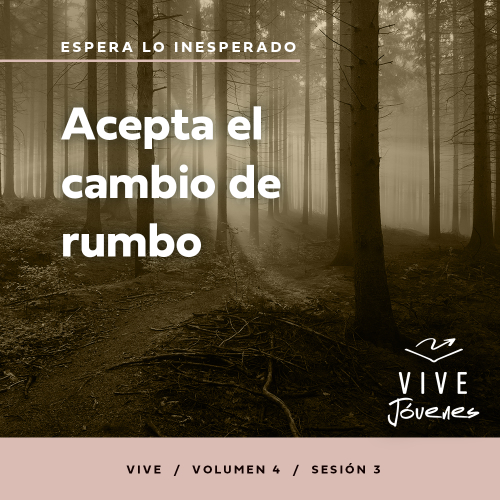 ESPERA LO INESPERADO
Acepta el
cambio de
rumbo
VIVE
Jóvenes
VIVE / VOLUMEN 4 / SESIÓN 3